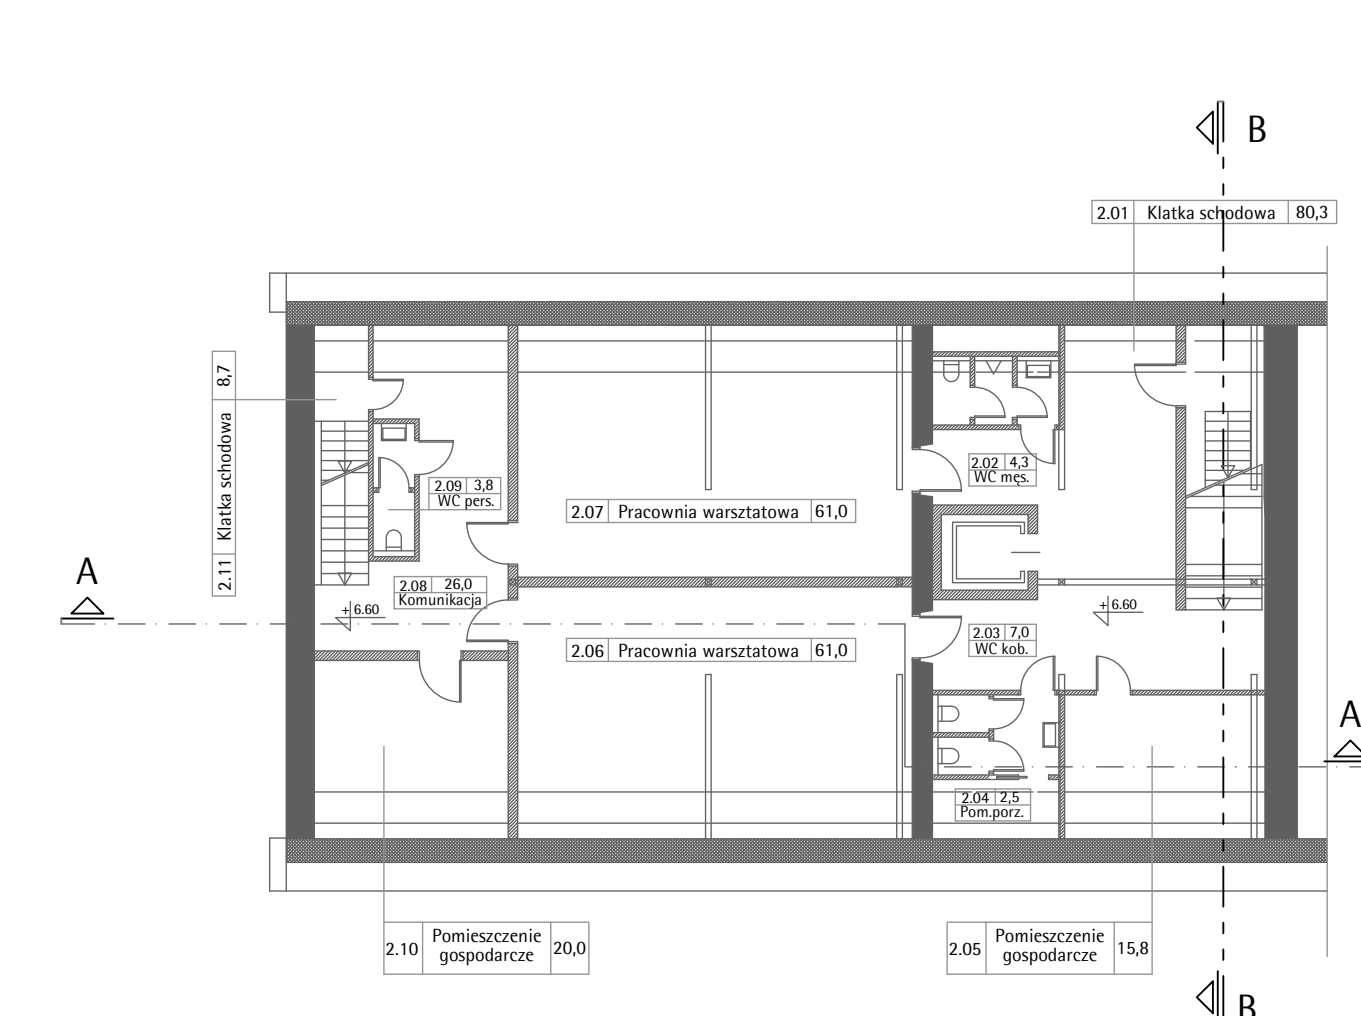 B
2.01 Klatka schodowa 80,3
2.11 Klatka schodowa 8,7
2.02 4,3
WC męs.
2.09 3,8
WC pers.
2.07 Pracownia warsztatowa 61,0
A
2.08 26,0
Komunikacja
+6.60
+6.60
2.03 7,0
WC kob.
2.06 Pracownia warsztatowa 61,0
A
2.04 2,5
Pom.porz.
2.10 Pomieszczenie
gospodarcze 20,0
2.05 Pomieszczenie
gospodarcze 15,8
B